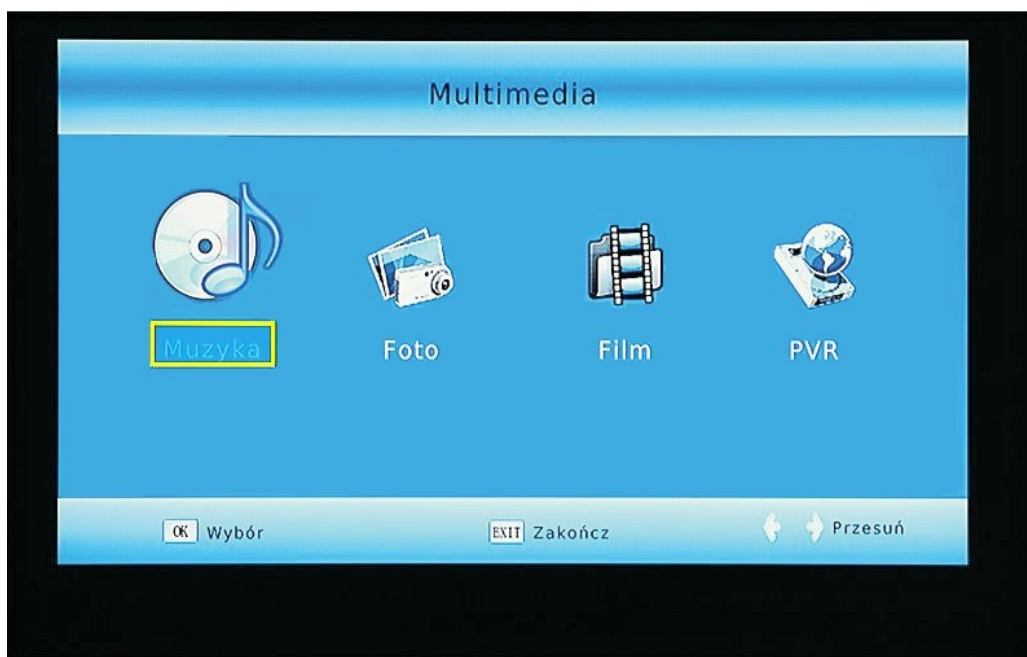 Multimedia
Muzyka
Foto
Film
PVR
OK Wybór
EXIT Zakończ
Przesuń